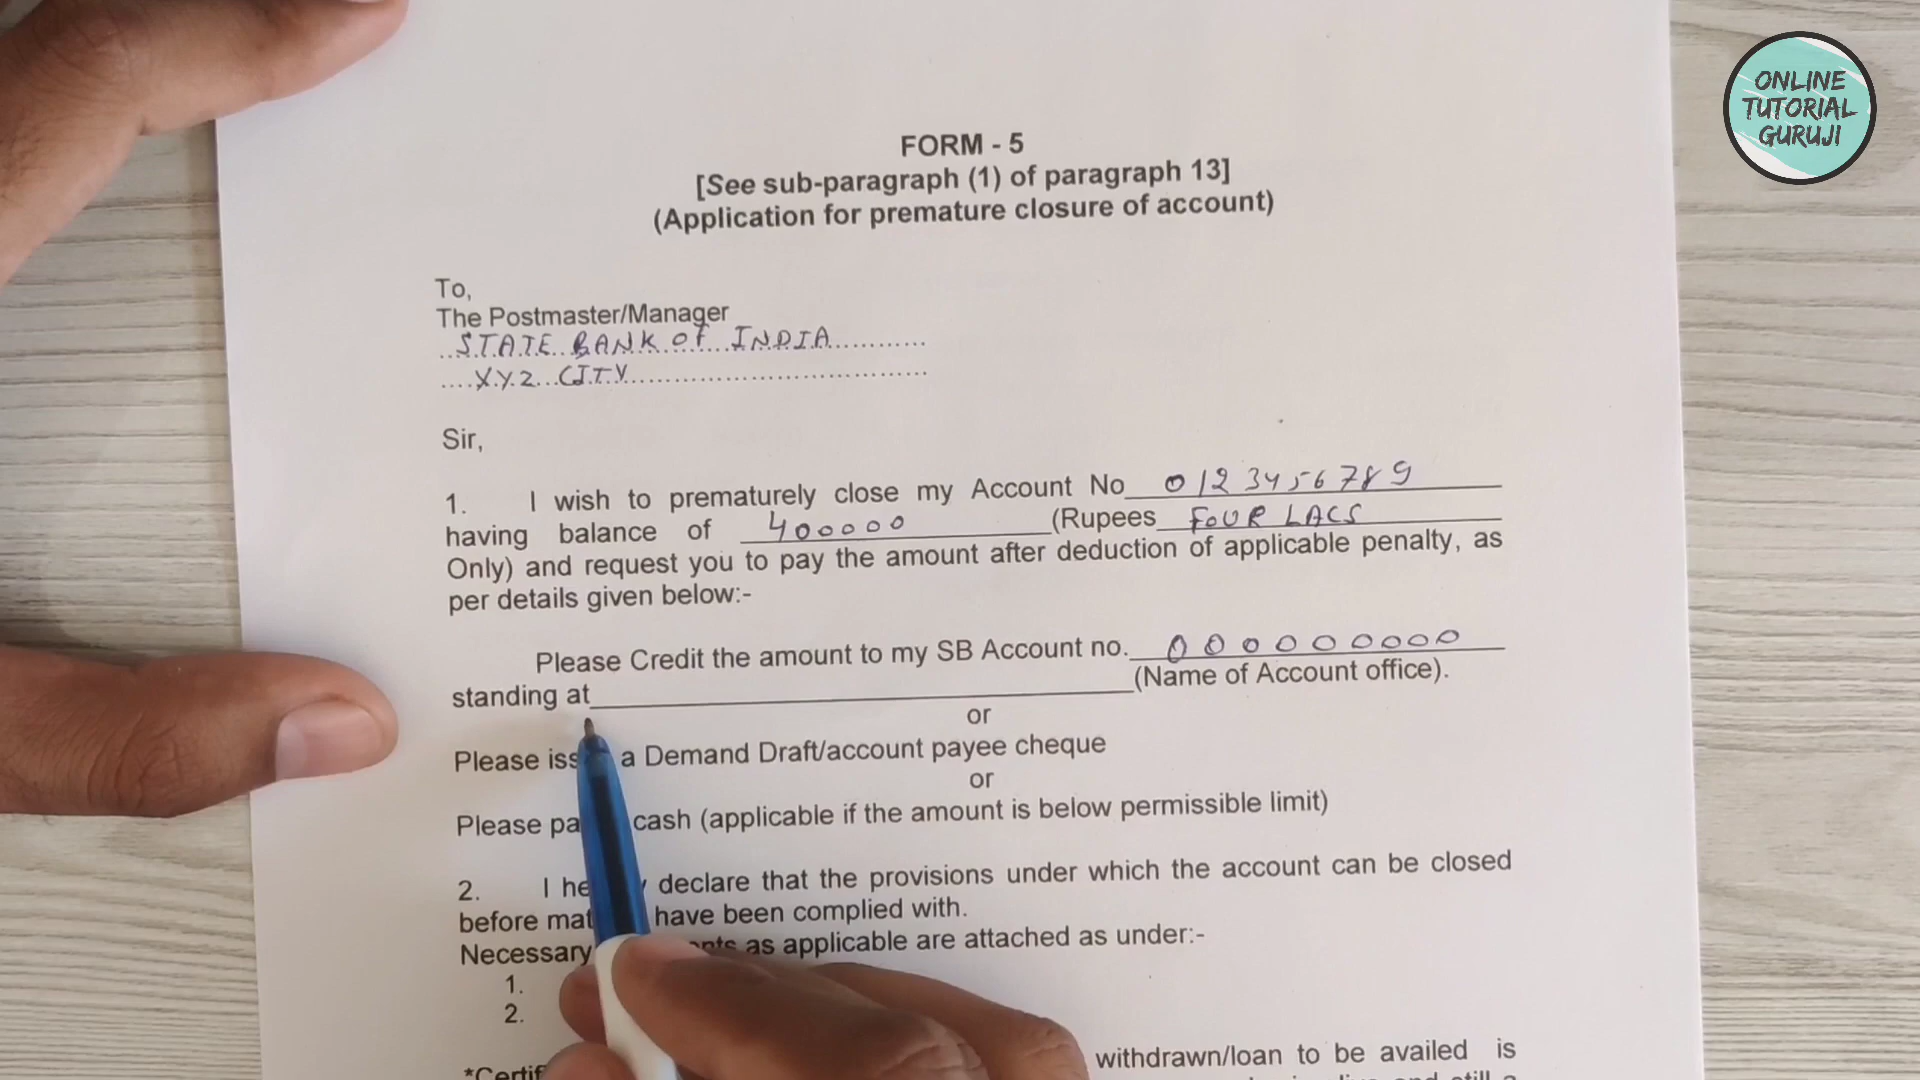 ONLINE
TUTORIAL
GURUJI
FORM - 5
[See sub-paragraph (1) of paragraph 13]
(Application for premature closure of account)
To,
The Postmaster/Manager
STATE BANK OF INDIA
XYZ CITY
Sir,
1. I wish to prematurely close my Account No 0123456789
having balance of 400000 (Rupees FOUR LACS
Only) and request you to pay the amount after deduction of applicable penalty, as
per details given below:-
Please Credit the amount to my SB Account no. 000000000
standing at (Name of Account office).
or
Please a Demand Draft/account payee cheque
or
Please cash (applicable if the amount is below permissible limit)
2. I declare that the provisions under which the account can be closed
before have been complied with.
Necessary as applicable are attached as under:-
1.
2.
withdrawn/loan to be availed is